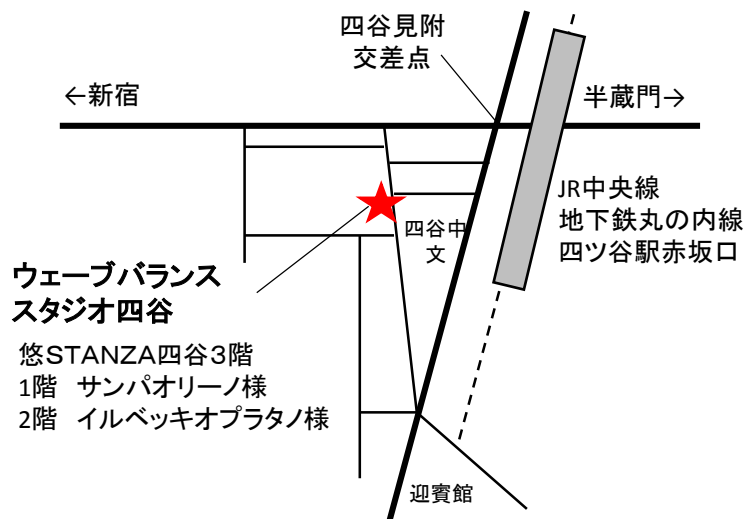 四谷見附
交差点
←新宿
半蔵門→
JR中央線
地下鉄丸の内線
四ツ谷駅赤坂口
四谷中
文
ウェーブバランス
スタジオ四谷
悠STANZA四谷3階
1階 サンパオリーノ様
2階 イルベッキオプラタノ様
迎賓館